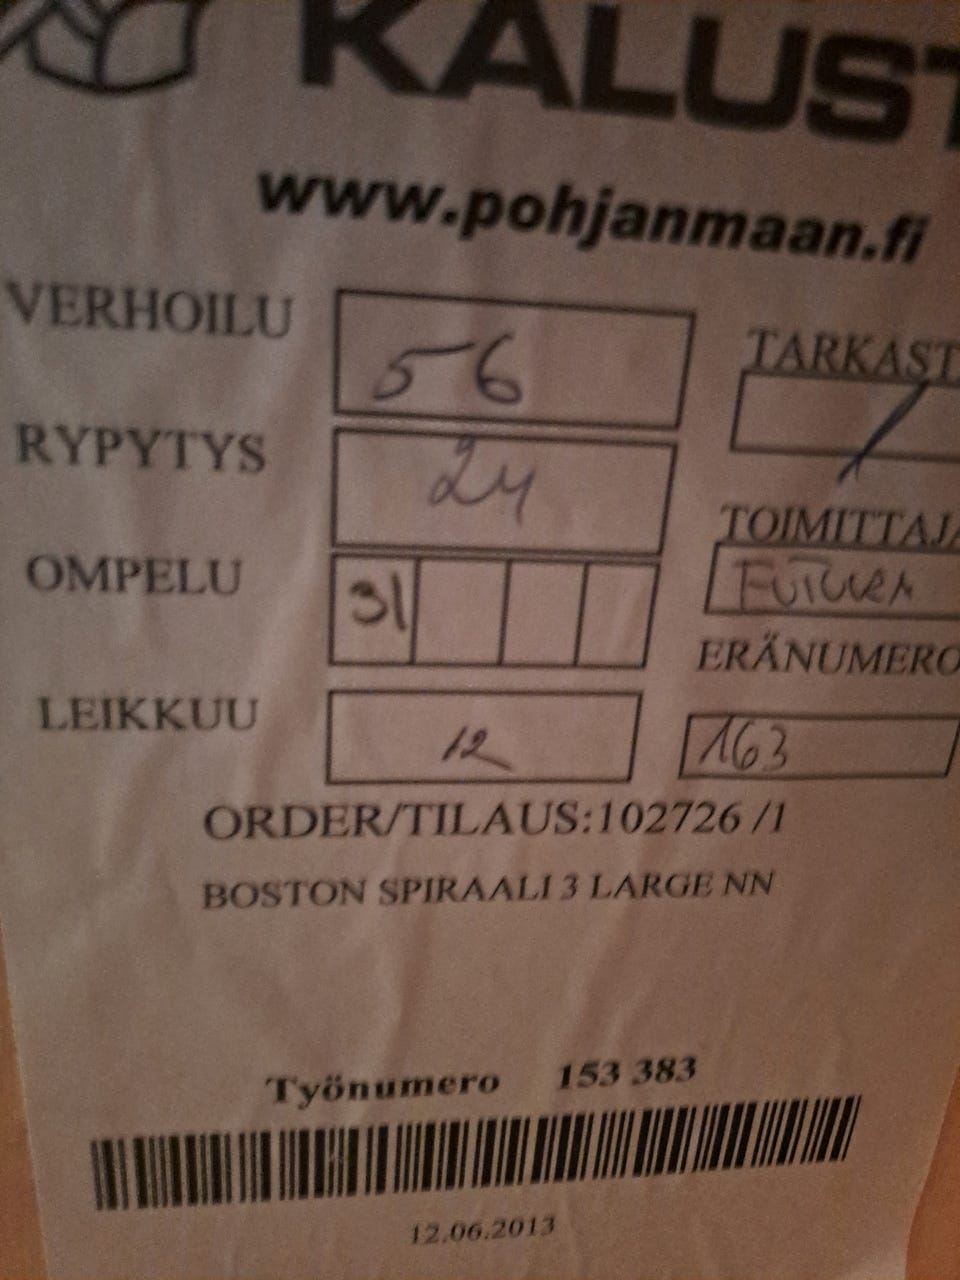 KALUST
www.pohjanmaan.fi
VERHOILU 56 TARKAST
RYPYTYS 24 TOIMITTAJA
OMPELU 31 ERÄNUMERO
LEIKKUU 12 163
ORDER/TILAUS:102726 /1
BOSTON SPIRAALI 3 LARGE NN
Työnumero 153 383
12.06.2013